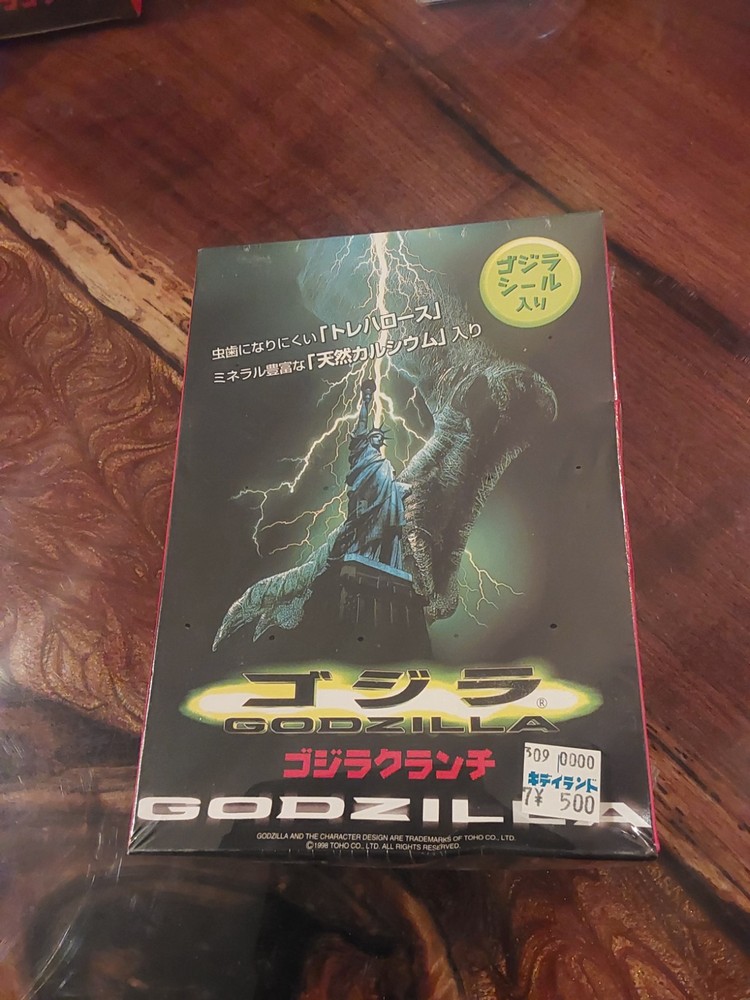 ゴジラ
シール
入り
虫歯になりにくい「トレハロース」
ミネラル豊富な「天然カルシウム」入り
ゴジラ®
GODZILLA
ゴジラクランチ
309 0000
キデイランド
7¥ 500
GODZILLA
GODZILLA AND THE CHARACTER DESIGN ARE TRADEMARKS OF TOHO CO., LTD.
©1998 TOHO CO., LTD. ALL RIGHTS RESERVED.